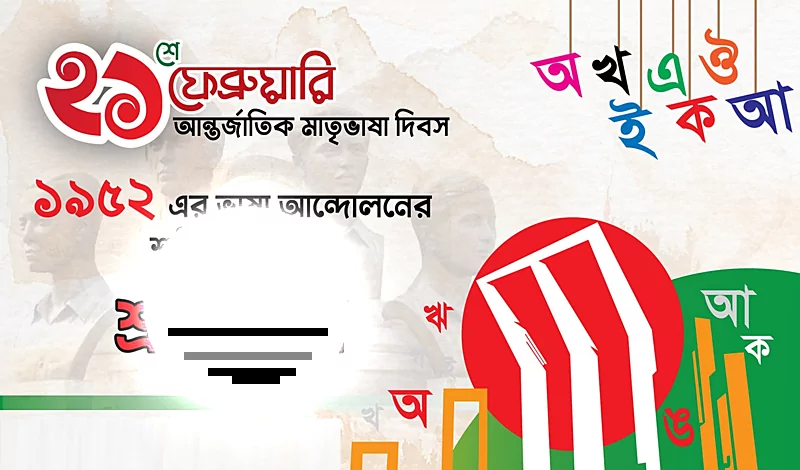 ২১শে
ফেব্রুয়ারি
আন্তর্জাতিক মাতৃভাষা দিবস
১৯৫২ এর ভাষা আন্দোলনের
অ খ এ ঔ
ই ক আ
ঋ
আ
ক
খ অ
ঙ